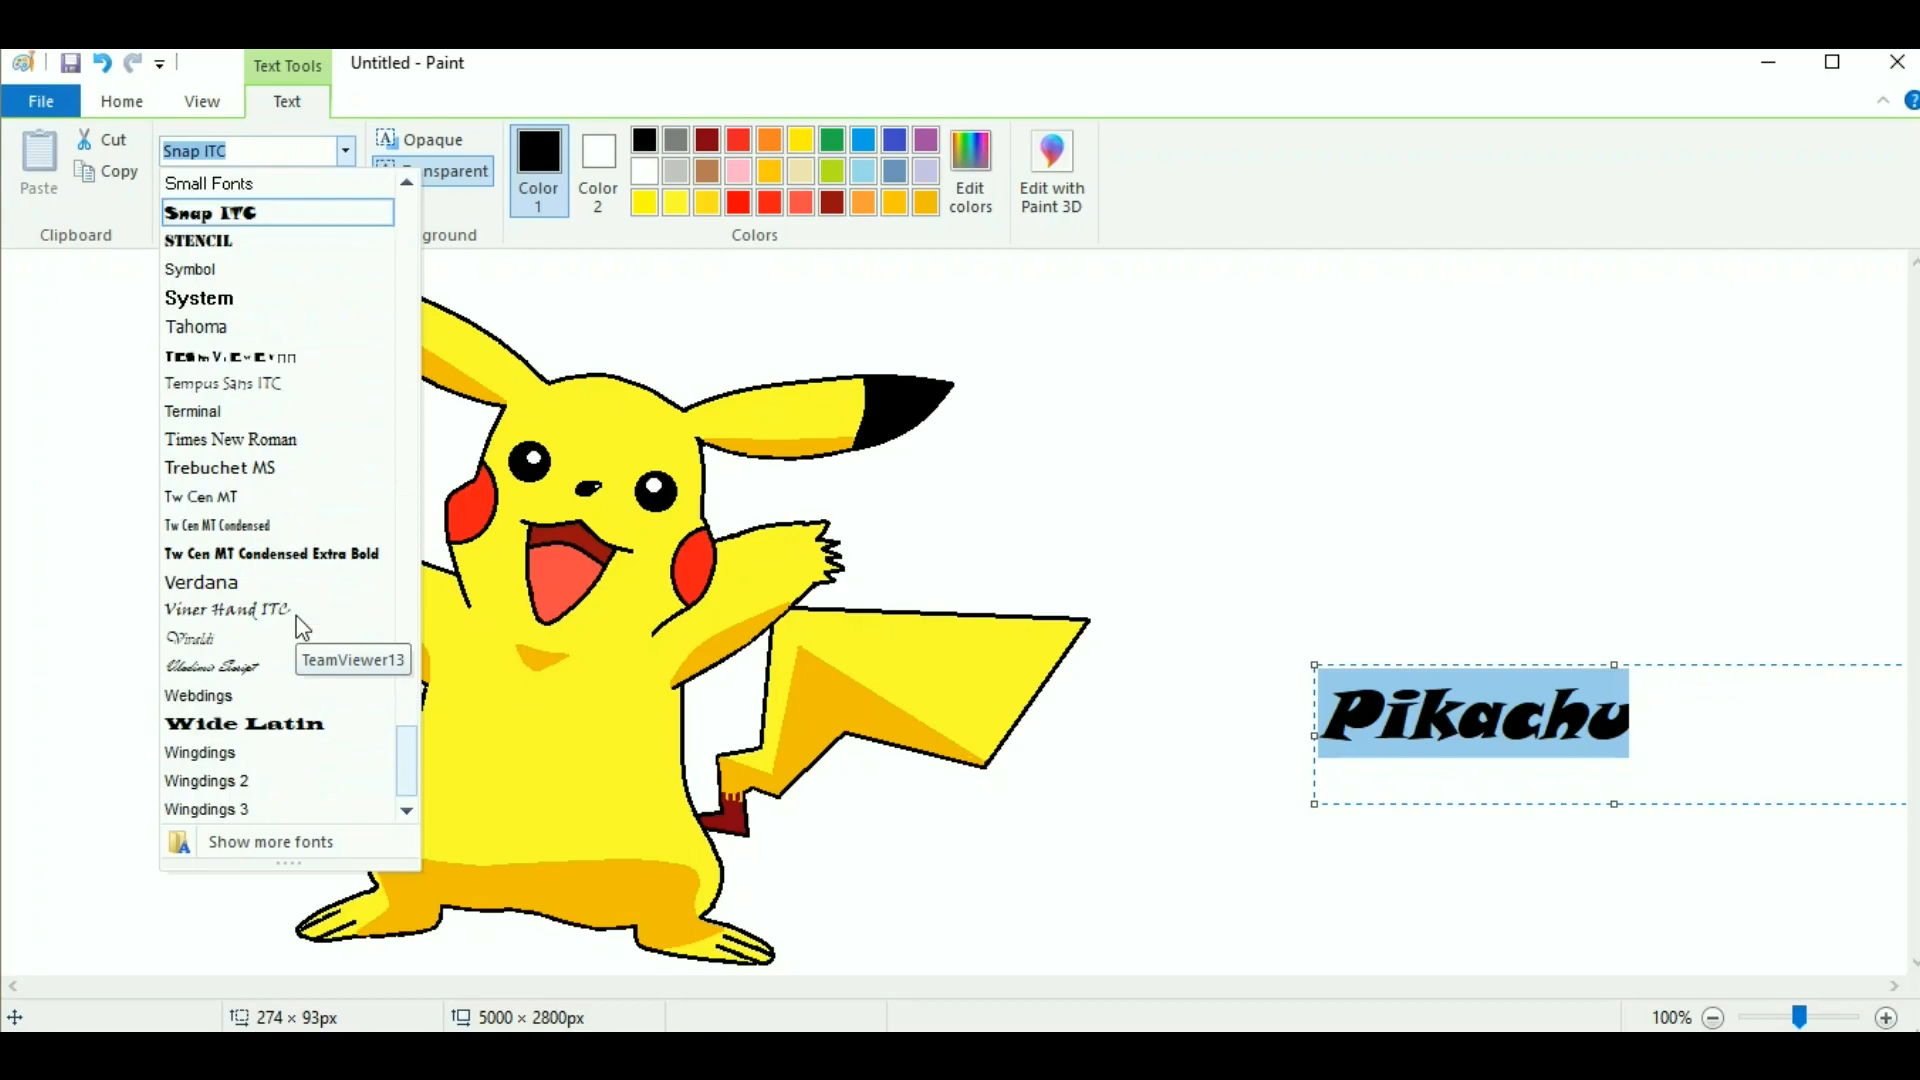 Text Tools
Untitled - Paint
File
Home
View
Text
Paste
Cut
Copy
Clipboard
Snap ITC
Opaque
nsparent
ground
Color
1
Color
2
Edit
colors
Edit with
Paint 3D
Colors
Small Fonts
Snap ITC
STENCIL
Symbol
System
Tahoma
Tempus Sans ITC
Terminal
Times New Roman
Trebuchet MS
Tw Cen MT
Tw Cen MT Condensed
Tw Cen MT Condensed Extra Bold
Verdana
Viner Hand ITC
Vivaldi
Vladimir Script
TeamViewer13
Webdings
Wide Latin
Wingdings
Wingdings 2
Wingdings 3
Show more fonts
Pikachu
274 × 93px
5000 × 2800px
100%